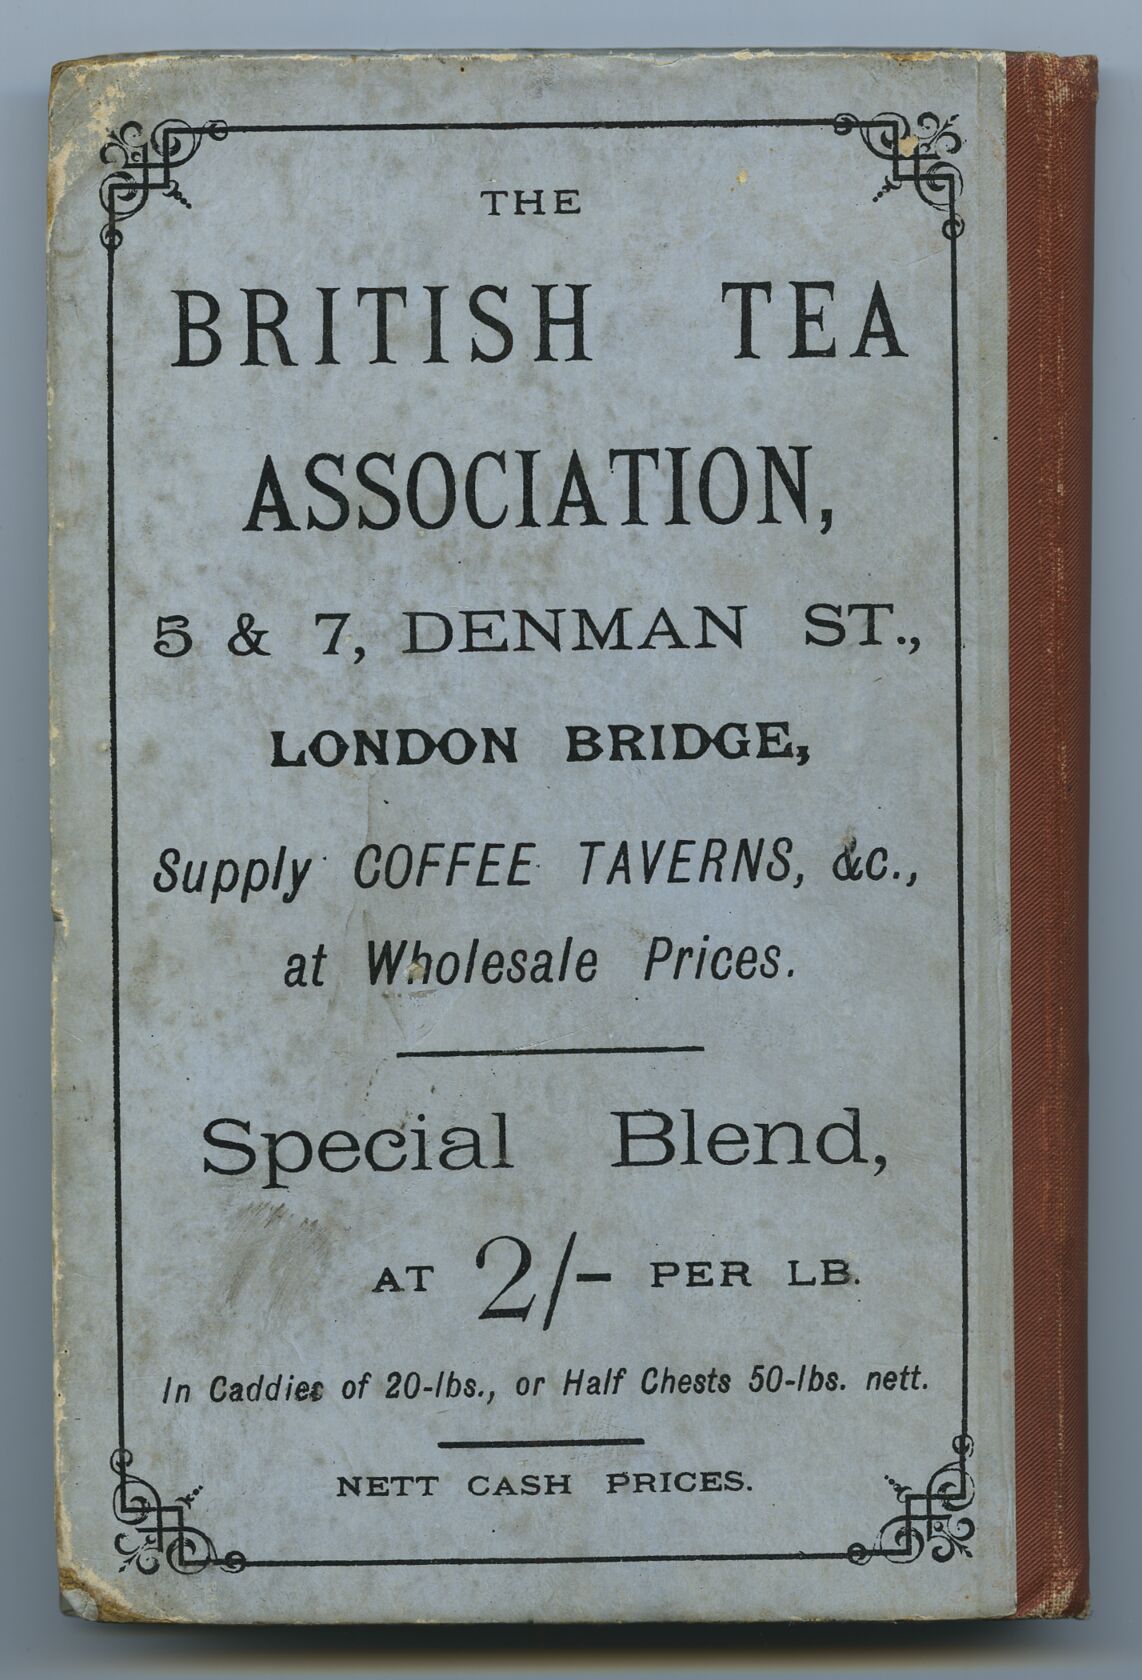 THE
BRITISH TEA
ASSOCIATION,
5 & 7, DENMAN ST.,
LONDON BRIDGE,
Supply COFFEE TAVERNS, &c.,
at Wholesale Prices.
Special Blend,
AT 2/- PER LB.
In Caddies of 20-lbs., or Half Chests 50-lbs. nett.
NETT CASH PRICES.